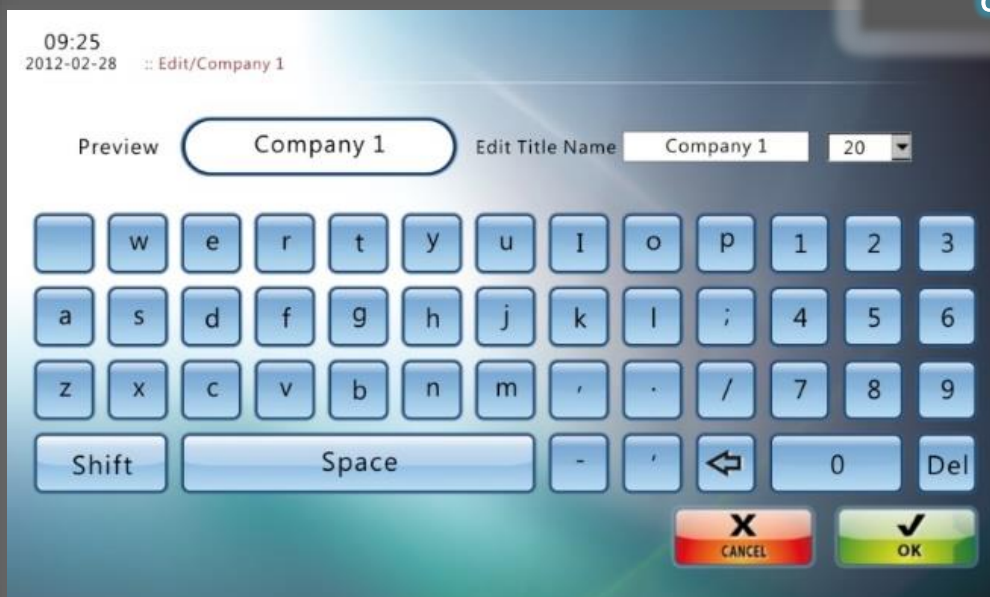 09:25
2012-02-28 :: Edit/Company 1
Preview Company 1 Edit Title Name Company 1 20
w e r t y u I o p 1 2 3
a s d f g h j k l ; 4 5 6
z x c v b n m , . / 7 8 9
Shift Space - ' 0 Del
X ✓
CANCEL OK